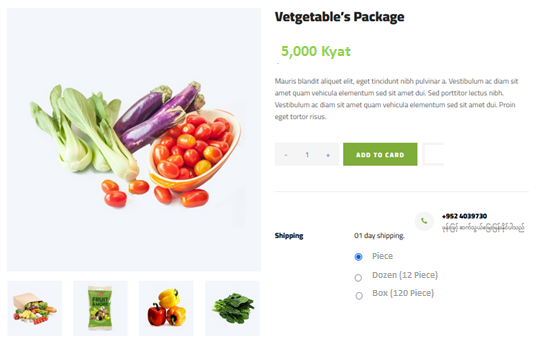 Vetgetable's Package
5,000 Kyat
Mauris blandit aliquet elit, eget tincidunt nibh pulvinar a. Vestibulum ac diam sit
amet quam vehicula elementum sed sit amet dui. Sed porttitor lectus nibh.
Vestibulum ac diam sit amet quam vehicula elementum sed sit amet dui. Proin
eget tortor risus.
- 1 + ADD TO CARD
+952 4039730
Shipping 01 day shipping.
Piece
Dozen (12 Piece)
Box (120 Piece)
FRUIT